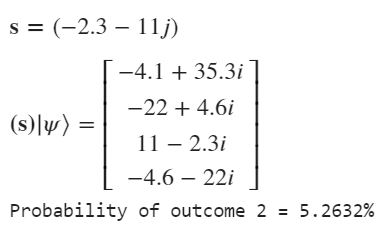 s = (−2.3 − 11j)
−4.1 + 35.3i
−22 + 4.6i
(s)|ψ⟩ =
11 − 2.3i
−4.6 − 22i
Probability of outcome 2 = 5.2632%